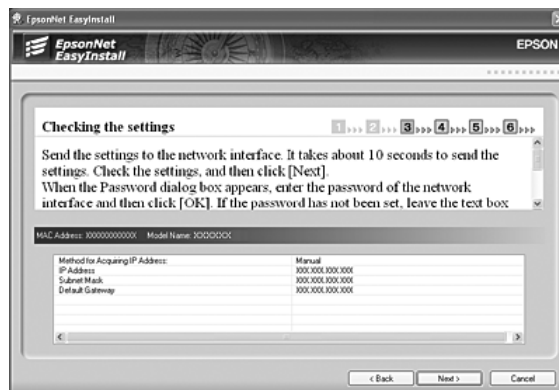 EpsonNet EasyInstall
EpsonNet
EasyInstall
EPSON
Checking the settings
1 >>> 2 >>> 3 >>> 4 >>> 5 >>> 6 >>>
Send the settings to the network interface. It takes about 10 seconds to send the
settings. Check the settings, and then click [Next].
When the Password dialog box appears, enter the password of the network
interface and then click [OK]. If the password has not been set, leave the text box
MAC Address: XXXXXXXXXXXX Model Name: XXXXXXX
Method for Acquiring IP Address: Manual
IP Address XXX.XXX.XXX.XXX
Subnet Mask XXX.XXX.XXX.XXX
Default Gateway XXX.XXX.XXX.XXX
< Back Next > Cancel